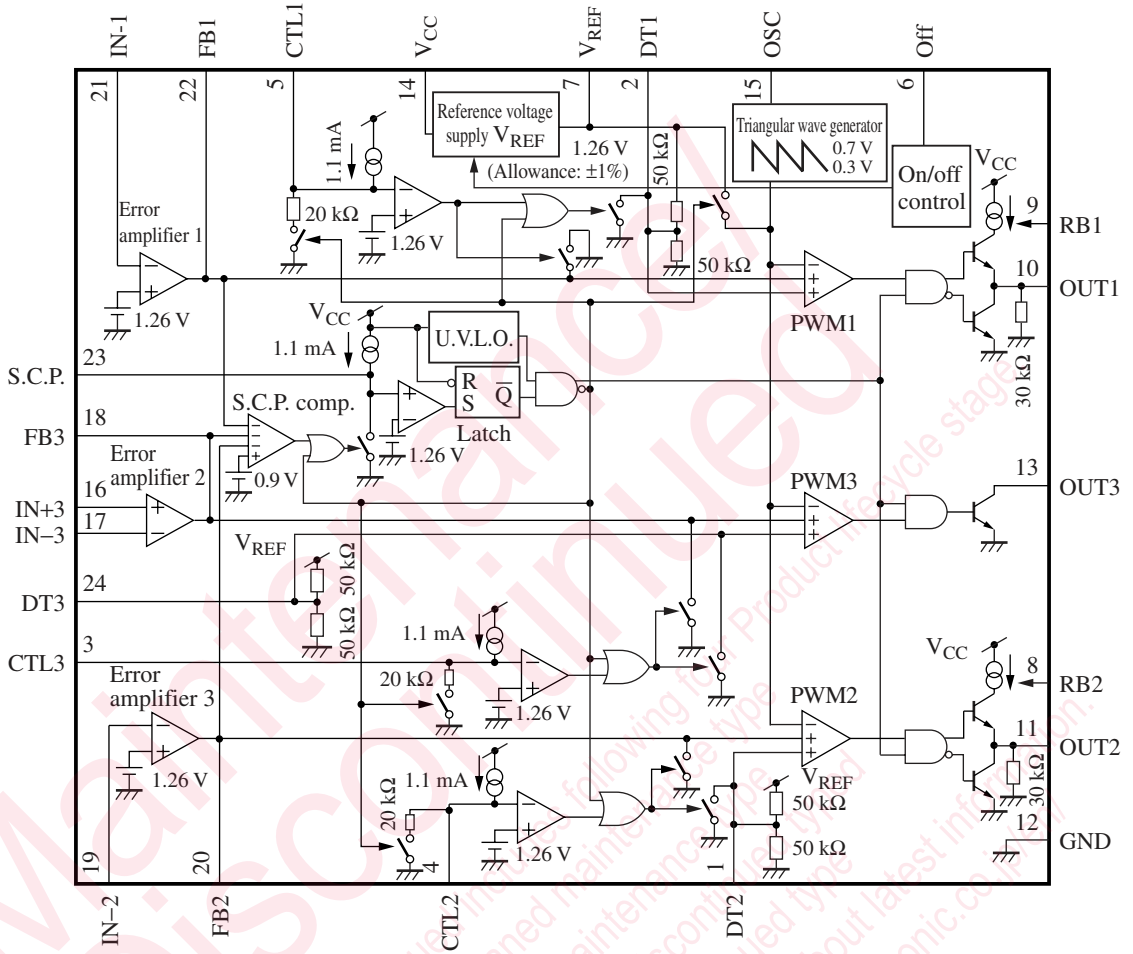 IN-1
FB1
CTL1
VCC
VREF
DT1
OSC
Off
21
22
5
14
7
2
15
6
Reference voltage
supply VREF
1.26 V
(Allowance: ±1%)
Triangular wave generator
0.7 V
0.3 V
On/off
control
VCC
1.1 mA
20 kΩ
1.26 V
50 kΩ
50 kΩ
9
RB1
10
OUT1
30 kΩ
Error
amplifier 1
1.26 V
PWM1
VCC
1.1 mA
U.V.L.O.
R
S
Q
Latch
1.26 V
23
S.C.P.
S.C.P. comp.
0.9 V
18
FB3
Error
amplifier 2
16
IN+3
17
IN−3
PWM3
13
OUT3
VREF
50 kΩ
50 kΩ
24
DT3
3
CTL3
1.1 mA
20 kΩ
1.26 V
Error
amplifier 3
1.26 V
PWM2
VCC
8
RB2
11
OUT2
30 kΩ
12
GND
1.1 mA
20 kΩ
1.26 V
VREF
50 kΩ
50 kΩ
19
20
4
1
IN−2
FB2
CTL2
DT2
Maintenance/
Discontinued